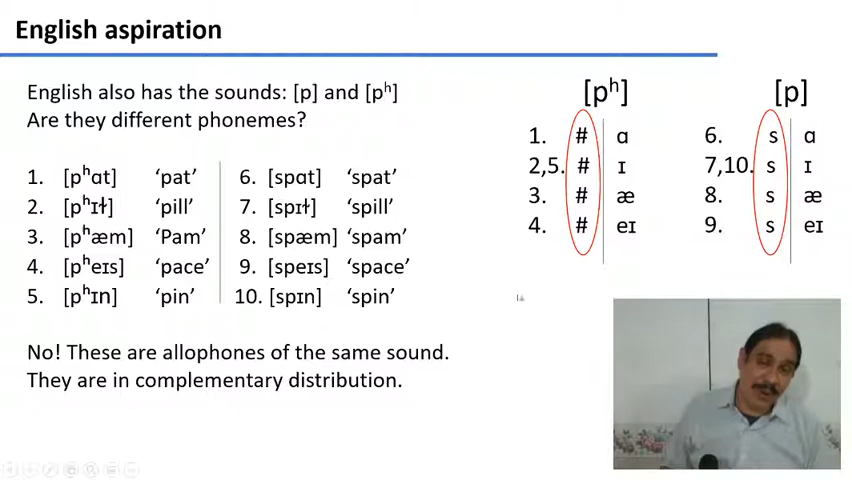 English aspiration
English also has the sounds: [p] and [pʰ]
Are they different phonemes?
1. [pʰɑt] ‘pat’
2. [pʰɪɫ] ‘pill’
3. [pʰæm] ‘Pam’
4. [pʰeɪs] ‘pace’
5. [pʰɪn] ‘pin’
6. [spɑt] ‘spat’
7. [spɪɫ] ‘spill’
8. [spæm] ‘spam’
9. [speɪs] ‘space’
10. [spɪn] ‘spin’
No! These are allophones of the same sound.
They are in complementary distribution.
[pʰ]
1. # ɑ
2,5. # ɪ
3. # æ
4. # eɪ
[p]
6. s ɑ
7,10. s ɪ
8. s æ
9. s eɪ